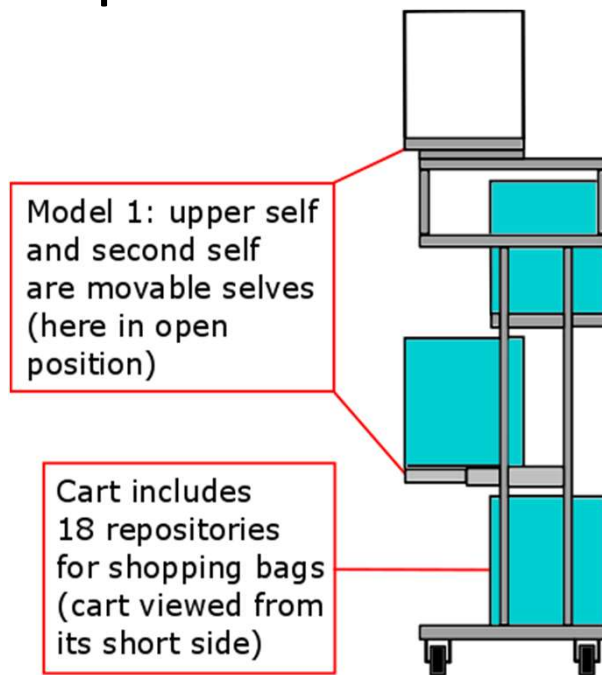 Model 1: upper self
and second self
are movable selves
(here in open
position)
Cart includes
18 repositories
for shopping bags
(cart viewed from
its short side)